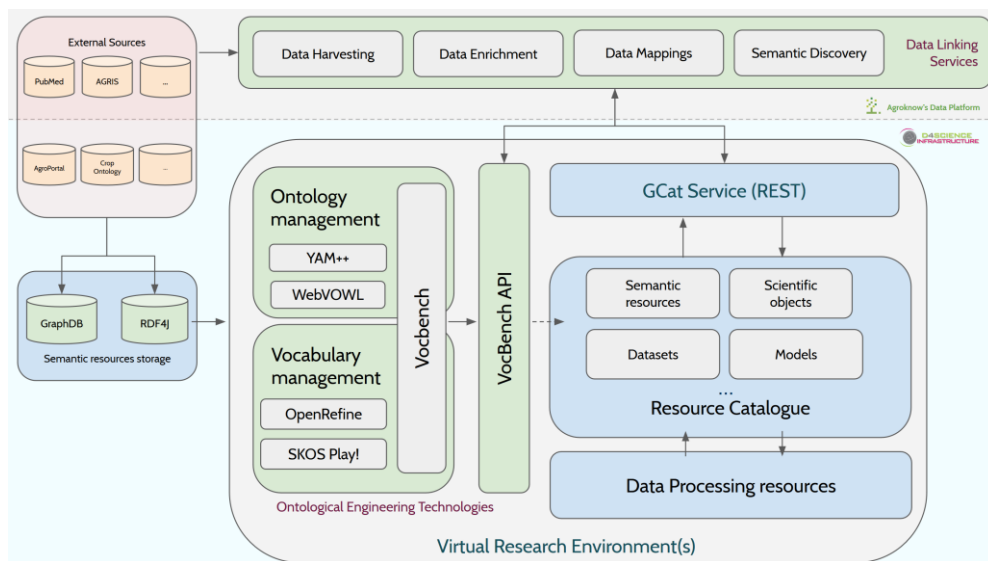 External Sources
PubMed
AGRIS
...
AgroPortal
Crop
Ontology
...
Data Harvesting
Data Enrichment
Data Mappings
Semantic Discovery
Data Linking
Services
Agroknow's Data Platform
D4SCIENCE
INFRASTRUCTURE
GraphDB
RDF4J
Semantic resources storage
Ontology
management
YAM++
WebVOWL
Vocabulary
management
OpenRefine
SKOS Play!
Vocbench
Ontological Engineering Technologies
VocBench API
GCat Service (REST)
Semantic
resources
Scientific
objects
Datasets
Models
...
Resource Catalogue
Data Processing resources
Virtual Research Environment(s)